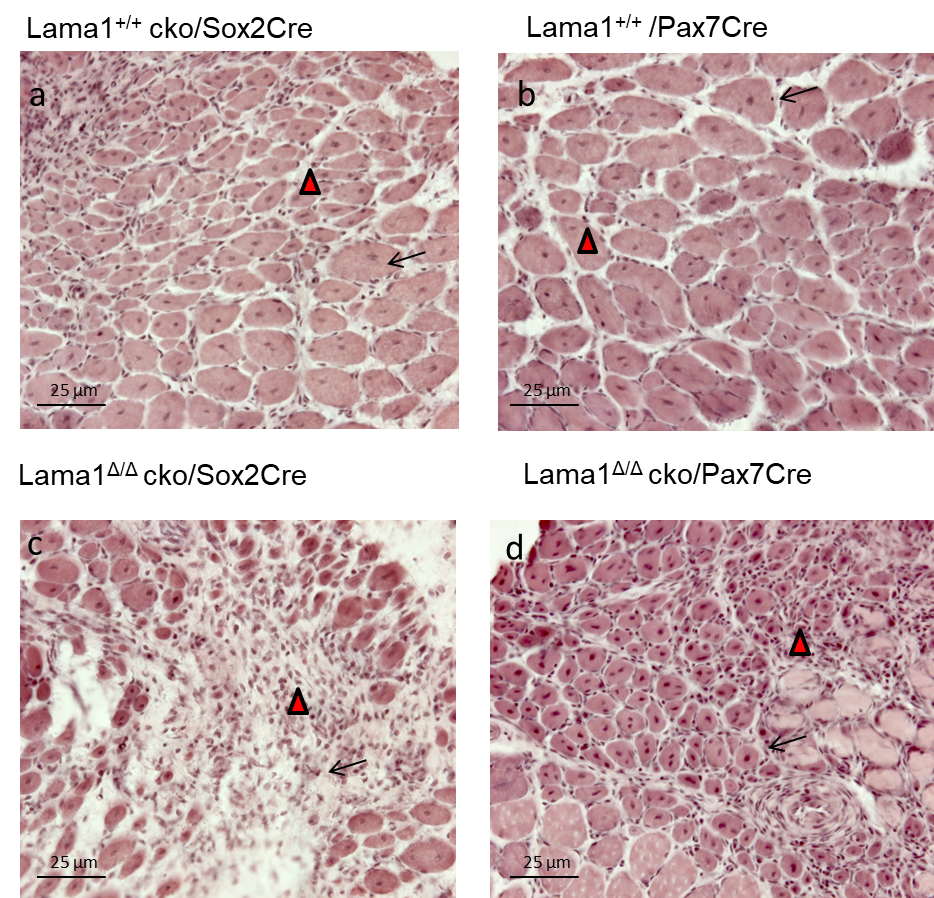 Lama1+/+ cko/Sox2Cre
Lama1+/+ /Pax7Cre
a
b
25 µm
25 µm
Lama1Δ/Δ cko/Sox2Cre
Lama1Δ/Δ cko/Pax7Cre
c
d
25 µm
25 µm